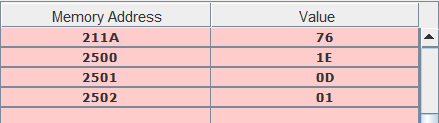 Memory Address Value
211A 76
2500 1E
2501 0D
2502 01